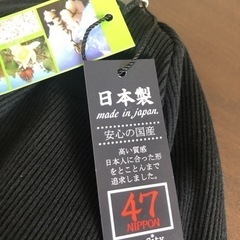 日本製
made in japan.
安心の国産
高い質感
日本人に合った形
をとことんまで
追求しました。
47
NIPPON